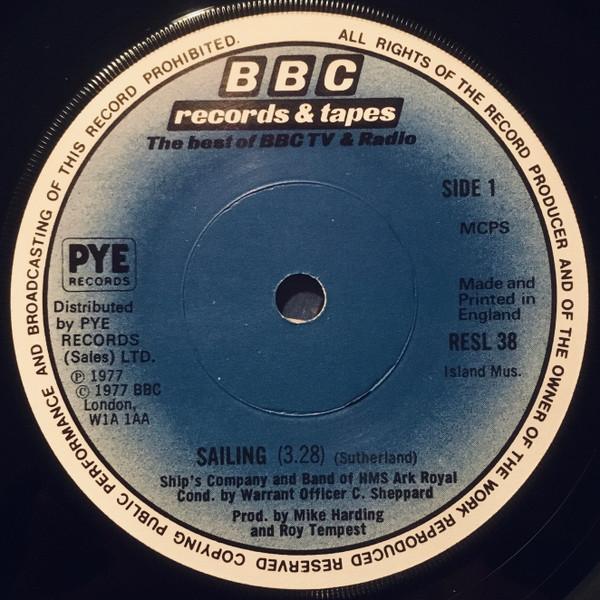 ALL RIGHTS OF THE RECORD PRODUCER AND OF THE OWNER OF THE WORK REPRODUCED RESERVED COPYING PUBLIC PERFORMANCE AND BROADCASTING OF THIS RECORD PROHIBITED.
BBC
records & tapes
The best of BBC TV & Radio
SIDE 1
MCPS
PYE
RECORDS
Distributed
by PYE
RECORDS
(Sales) LTD.
℗ 1977
© 1977 BBC
London,
W1A 1AA
Made and
Printed in
England
RESL 38
Island Mus.
SAILING (3.28) (Sutherland)
Ship's Company and Band of HMS Ark Royal
Cond. by Warrant Officer C. Sheppard
Prod. by Mike Harding
and Roy Tempest